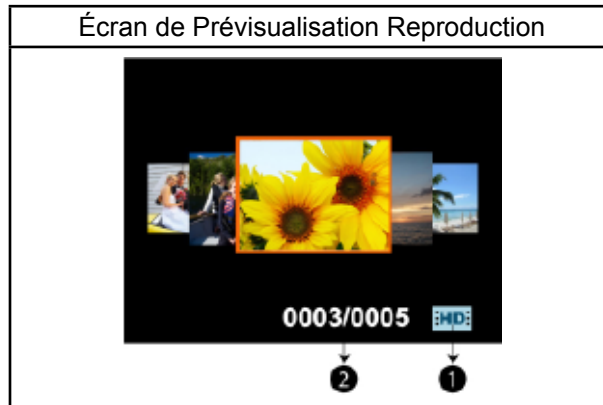 Écran de Prévisualisation Reproduction
0003/0005 HD
2 1